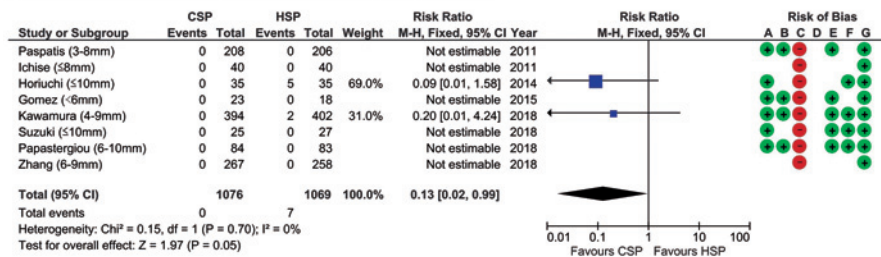 CSP HSP Risk Ratio Risk Ratio Risk of Bias
Study or Subgroup Events Total Events Total Weight M-H, Fixed, 95% CI Year M-H, Fixed, 95% CI A B C D E F G
Paspatis (3-8mm) 0 208 0 206 Not estimable 2011 + + - + +
Ichise (≤8mm) 0 40 0 40 Not estimable 2011 - +
Horiuchi (≤10mm) 0 35 5 35 69.0% 0.09 [0.01, 1.58] 2014 + - + +
Gomez (<6mm) 0 23 0 18 Not estimable 2015 + + - + +
Kawamura (4-9mm) 0 394 2 402 31.0% 0.20 [0.01, 4.24] 2018 + + - + + +
Suzuki (≤10mm) 0 25 0 27 Not estimable 2018 + - + + +
Papastergiou (6-10mm) 0 84 0 83 Not estimable 2018 + + - + + +
Zhang (6-9mm) 0 267 0 258 Not estimable 2018 - +
Total (95% CI) 1076 1069 100.0% 0.13 [0.02, 0.99]
Total events 0 7
Heterogeneity: Chi² = 0.15, df = 1 (P = 0.70); I² = 0%
Test for overall effect: Z = 1.97 (P = 0.05)
0.01 0.1 1 10 100
Favours CSP Favours HSP